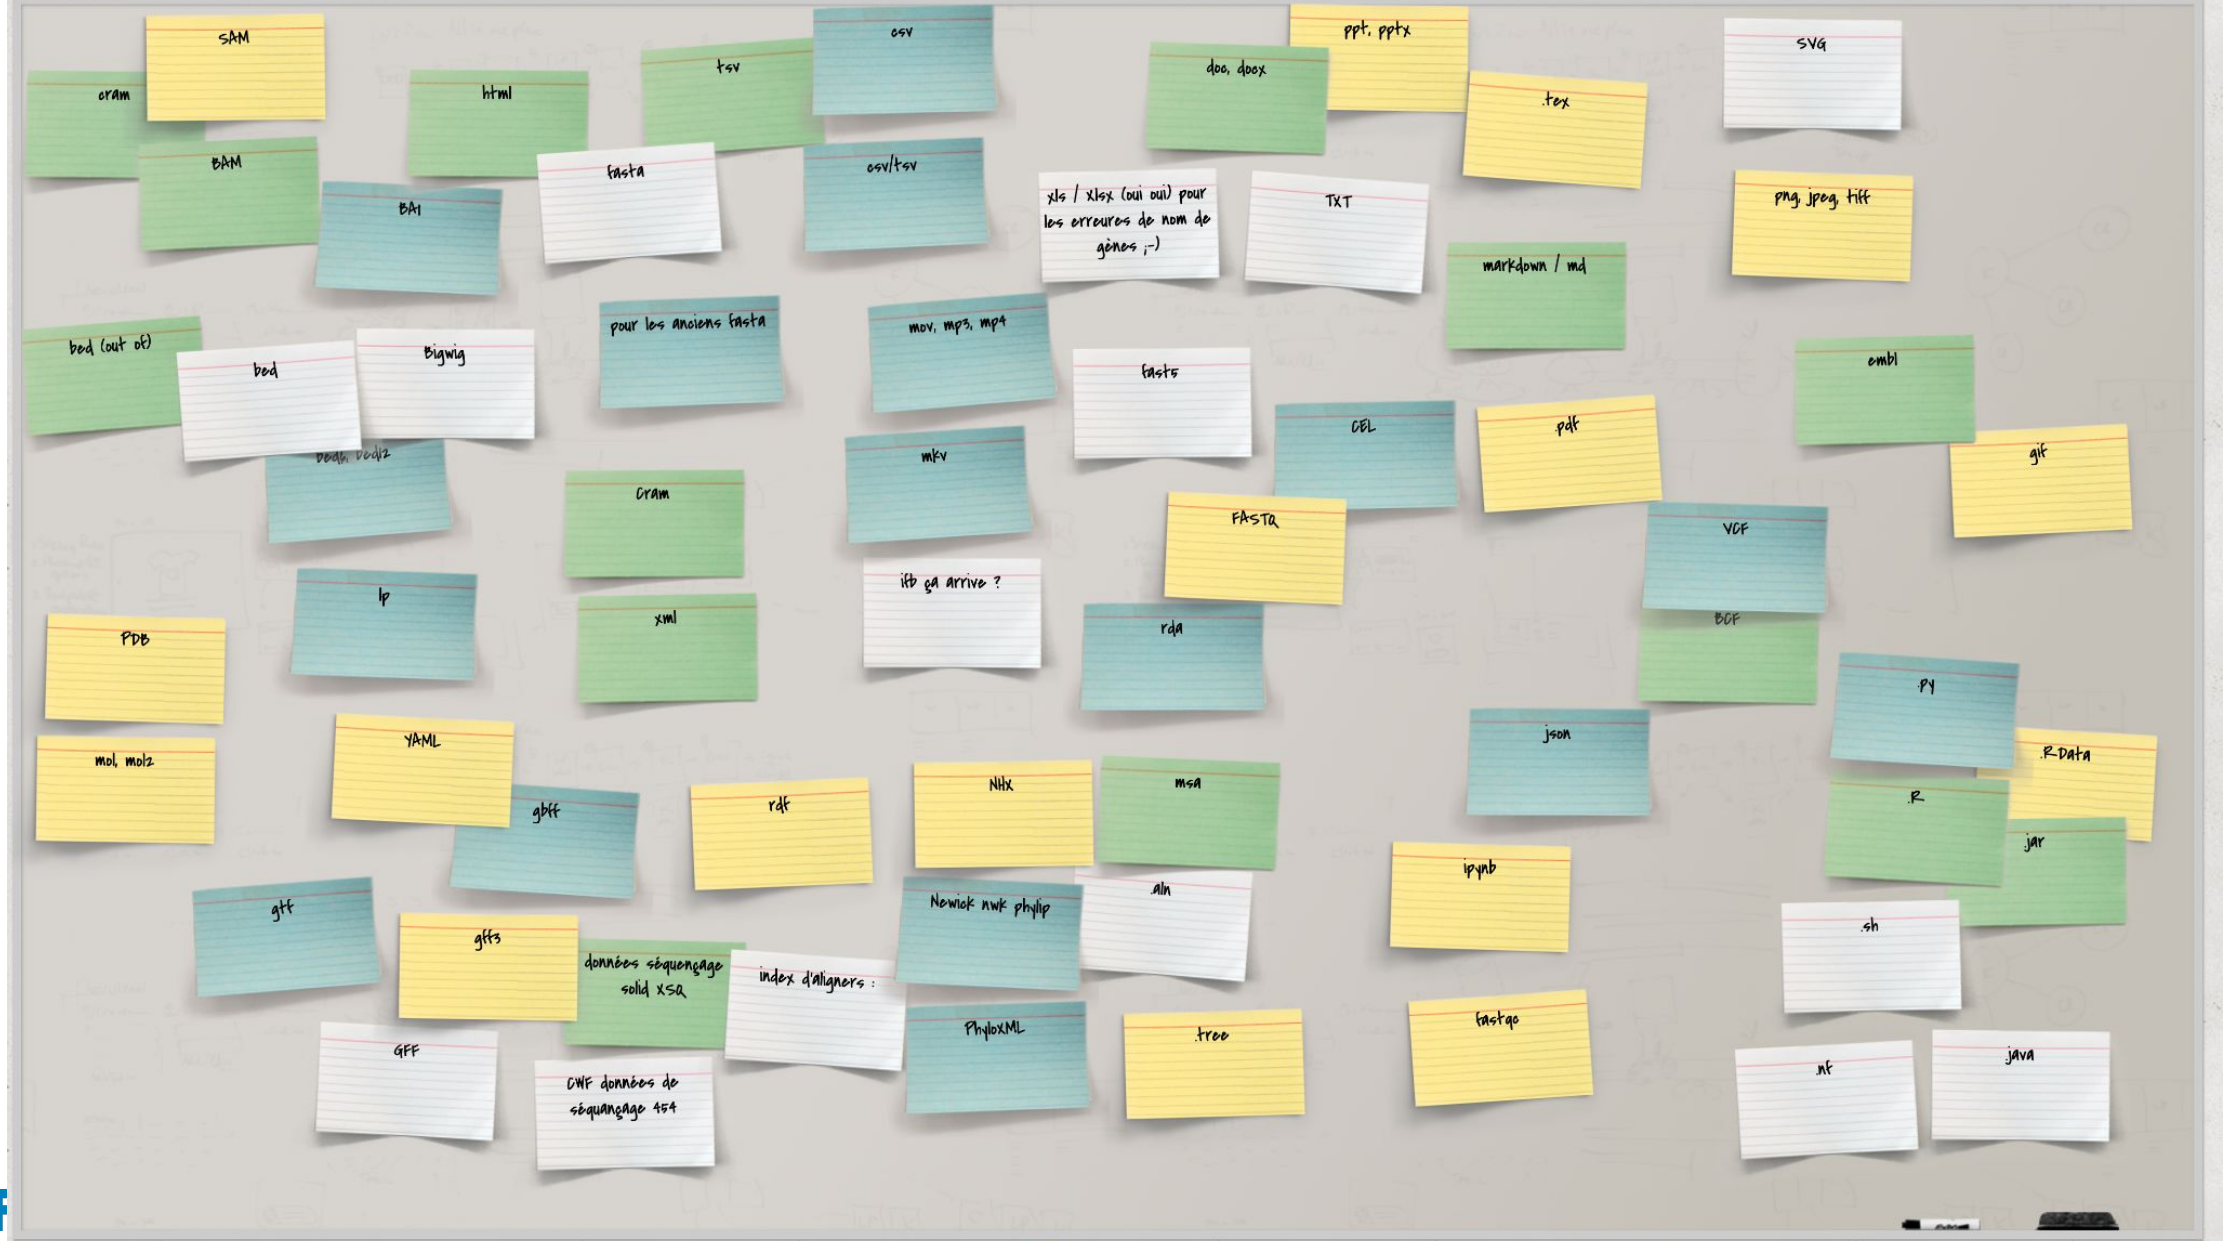 SAM
cram
BAM
BAI
html
tsv
csv
fasta
csv/tsv
ppt, pptx
doc, docx
.tex
SVG
xls / xlsx (oui oui) pour
les erreures de nom de
gènes ;-)
TXT
png, jpeg, tiff
markdown / md
bed (out of)
bed
Bigwig
bed6, bed12
pour les anciens fasta
mov, mp3, mp4
fast5
embl
CEL
.pdf
gif
mkv
Cram
FASTQ
VCF
BCF
lp
ifb ça arrive ?
xml
rda
PDB
.PY
mol, mol2
YAML
gbff
rdf
NHX
msa
json
.RData
.R
.jar
ipynb
.aln
Newick nwk phylip
gtf
gff3
données séquençage
solid XSQ
index d'aligners :
.sh
GFF
CWF données de
séquançage 454
PhyloXML
.tree
fastqc
.nf
.java